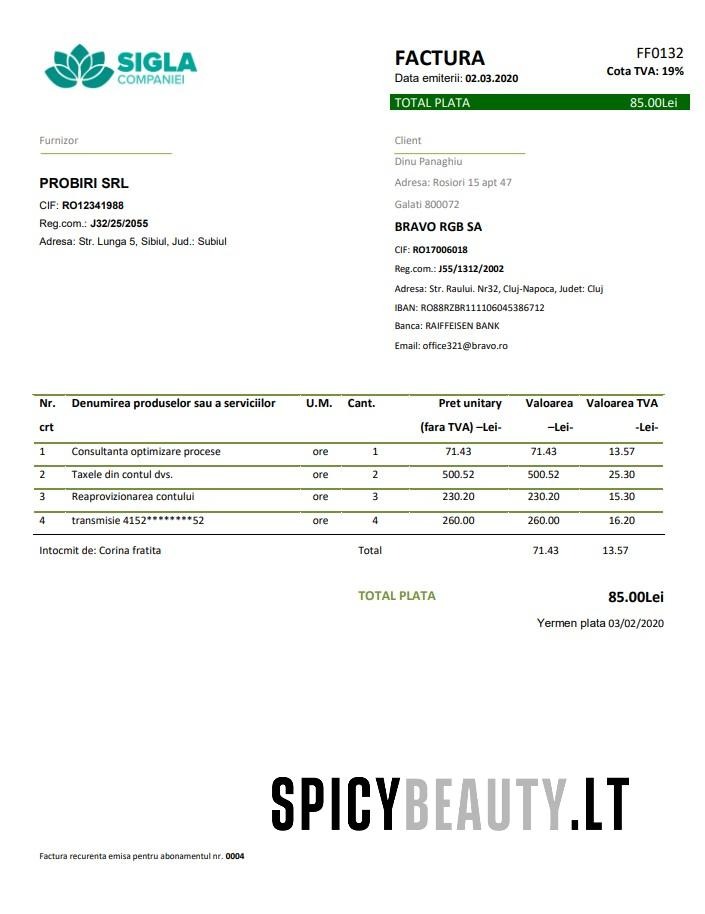 SIGLA
COMPANIEI
FACTURA
FF0132
Data emiterii: 02.03.2020
Cota TVA: 19%
TOTAL PLATA 85.00Lei
Furnizor
PROBIRI SRL
CIF: RO12341988
Reg.com.: J32/25/2055
Adresa: Str. Lunga 5, Sibiul, Jud.: Subiul
Client
Dinu Panaghiu
Adresa: Rosiori 15 apt 47
Galati 800072
BRAVO RGB SA
CIF: RO17006018
Reg.com.: J55/1312/2002
Adresa: Str. Raului. Nr32, Cluj-Napoca, Judet: Cluj
IBAN: RO88RZBR111106045386712
Banca: RAIFFEISEN BANK
Email: office321@bravo.ro
Nr. Denumirea produselor sau a serviciilor U.M. Cant. Pret unitary Valoarea Valoarea TVA
crt (fara TVA) –Lei- –Lei- -Lei-
1 Consultanta optimizare procese ore 1 71.43 71.43 13.57
2 Taxele din contul dvs. ore 2 500.52 500.52 25.30
3 Reaprovizionarea contului ore 3 230.20 230.20 15.30
4 transmisie 4152********52 ore 4 260.00 260.00 16.20
Intocmit de: Corina fratita Total 71.43 13.57
TOTAL PLATA 85.00Lei
Yermen plata 03/02/2020
SPICYBEAUTY.LT
Factura recurenta emisa pentru abonamentul nr. 0004